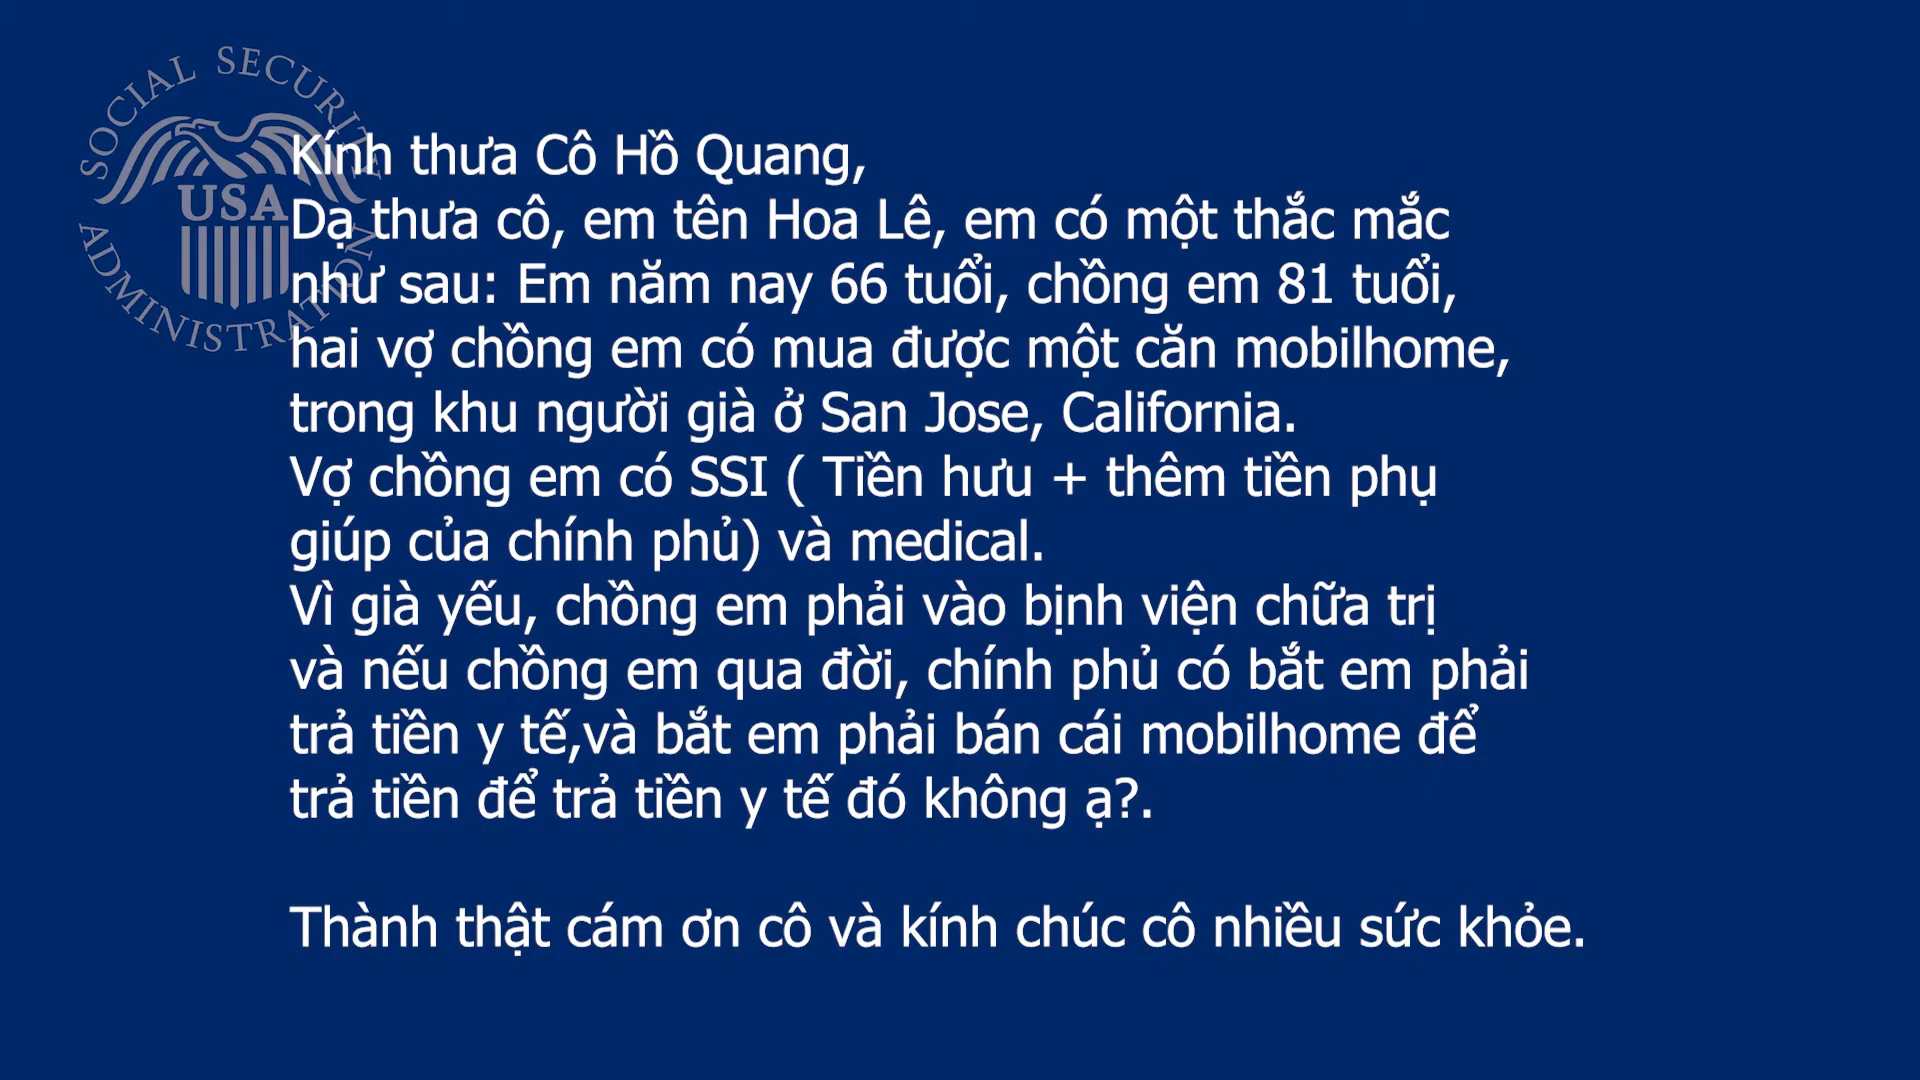 SOCIAL SECURITY ADMINISTRATION
USA
Kính thưa Cô Hồ Quang,
Dạ thưa cô, em tên Hoa Lê, em có một thắc mắc
như sau: Em năm nay 66 tuổi, chồng em 81 tuổi,
hai vợ chồng em có mua được một căn mobilhome,
trong khu người già ở San Jose, California.
Vợ chồng em có SSI ( Tiền hưu + thêm tiền phụ
giúp của chính phủ) và medical.
Vì già yếu, chồng em phải vào bịnh viện chữa trị
và nếu chồng em qua đời, chính phủ có bắt em phải
trả tiền y tế,và bắt em phải bán cái mobilhome để
trả tiền để trả tiền y tế đó không ạ?.
Thành thật cám ơn cô và kính chúc cô nhiều sức khỏe.